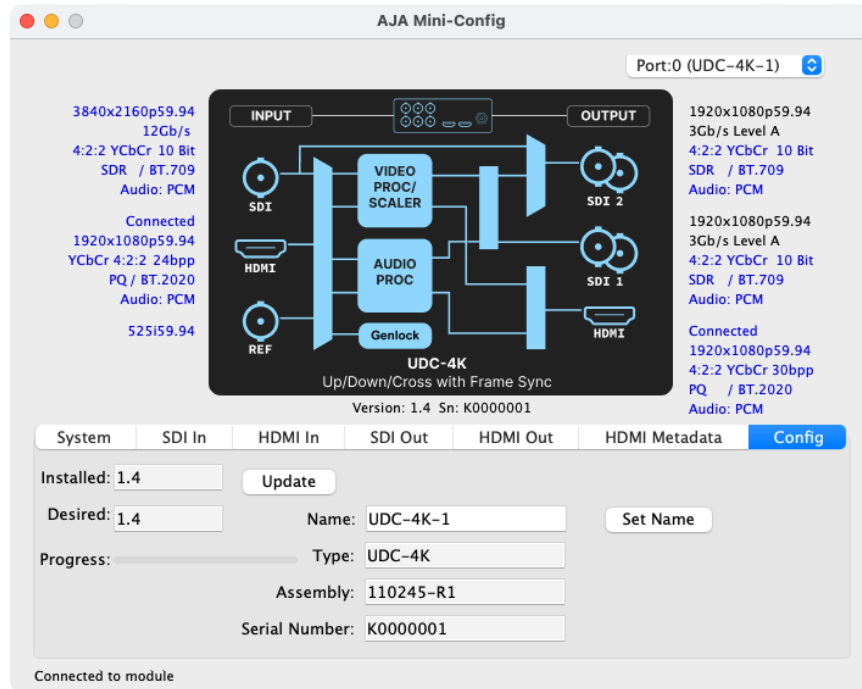 AJA Mini-Config
Port:0 (UDC-4K-1)
3840x2160p59.94
12Gb/s
4:2:2 YCbCr 10 Bit
SDR / BT.709
Audio: PCM
Connected
1920x1080p59.94
YCbCr 4:2:2 24bpp
PQ / BT.2020
Audio: PCM
525i59.94
INPUT
OUTPUT
SDI
HDMI
REF
VIDEO
PROC/
SCALER
AUDIO
PROC
Genlock
SDI 2
SDI 1
HDMI
UDC-4K
Up/Down/Cross with Frame Sync
1920x1080p59.94
3Gb/s Level A
4:2:2 YCbCr 10 Bit
SDR / BT.709
Audio: PCM
1920x1080p59.94
3Gb/s Level A
4:2:2 YCbCr 10 Bit
SDR / BT.709
Audio: PCM
Connected
1920x1080p59.94
4:2:2 YCbCr 30bpp
PQ / BT.2020
Audio: PCM
Version: 1.4 Sn: K0000001
System SDI In HDMI In SDI Out HDMI Out HDMI Metadata Config
Installed: 1.4 Update
Desired: 1.4 Name: UDC-4K-1 Set Name
Progress: Type: UDC-4K
Assembly: 110245-R1
Serial Number: K0000001
Connected to module